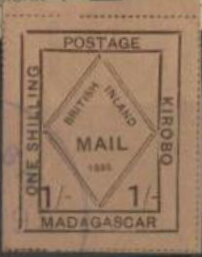 POSTAGE
ONE SHILLING
BRITISH INLAND
MAIL
1895
KIROBO
1/- 1/-
MADAGASCAR